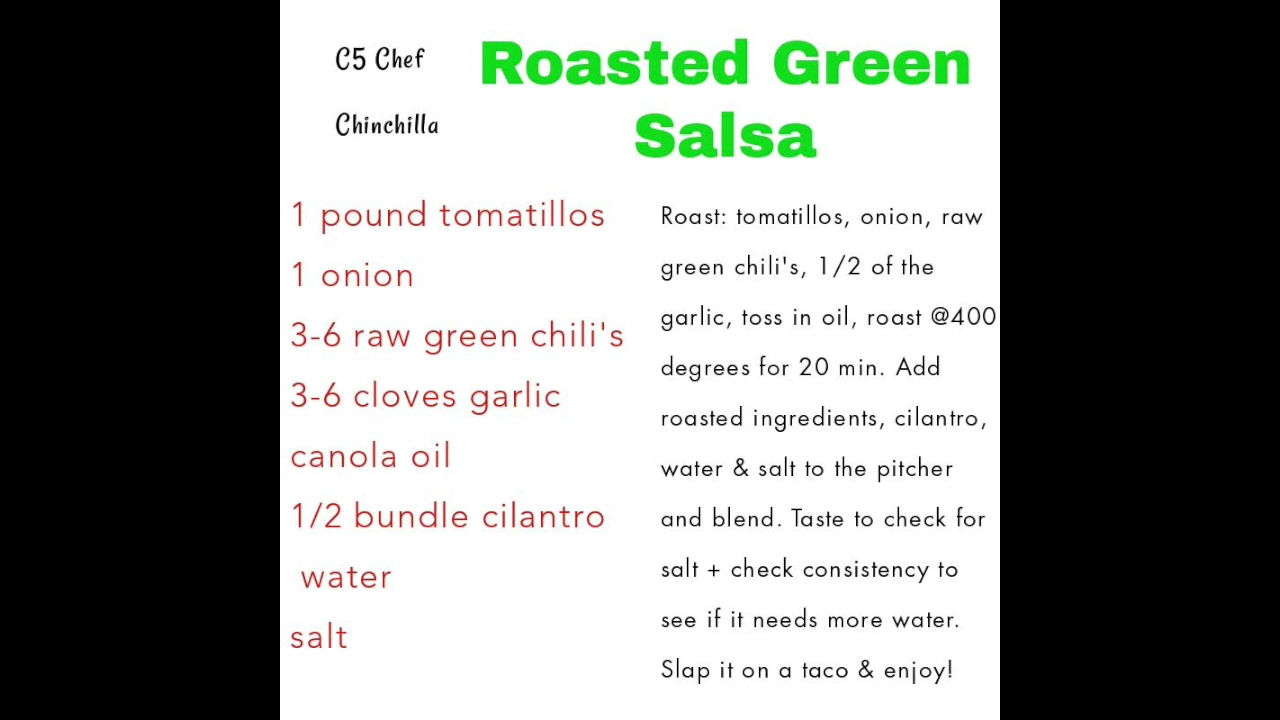 C5 Chef
Chinchilla
Roasted Green
Salsa
1 pound tomatillos
1 onion
3-6 raw green chili's
3-6 cloves garlic
canola oil
1/2 bundle cilantro
water
salt
Roast: tomatillos, onion, raw
green chili's, 1/2 of the
garlic, toss in oil, roast @400
degrees for 20 min. Add
roasted ingredients, cilantro,
water & salt to the pitcher
and blend. Taste to check for
salt + check consistency to
see if it needs more water.
Slap it on a taco & enjoy!